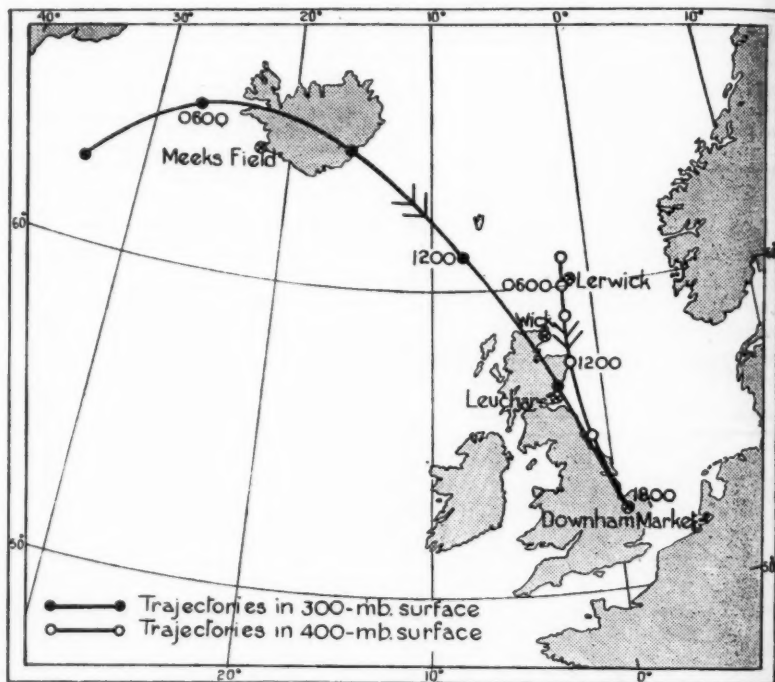 40° 30° 20° 10° 0° 10°
0600
Meeks Field
60°
1200
0600 Lerwick
Wick
1200
Leuchars
1800
Downham Market
50° 50°
Trajectories in 300-mb. surface
Trajectories in 400-mb. surface
20° 10° 0°